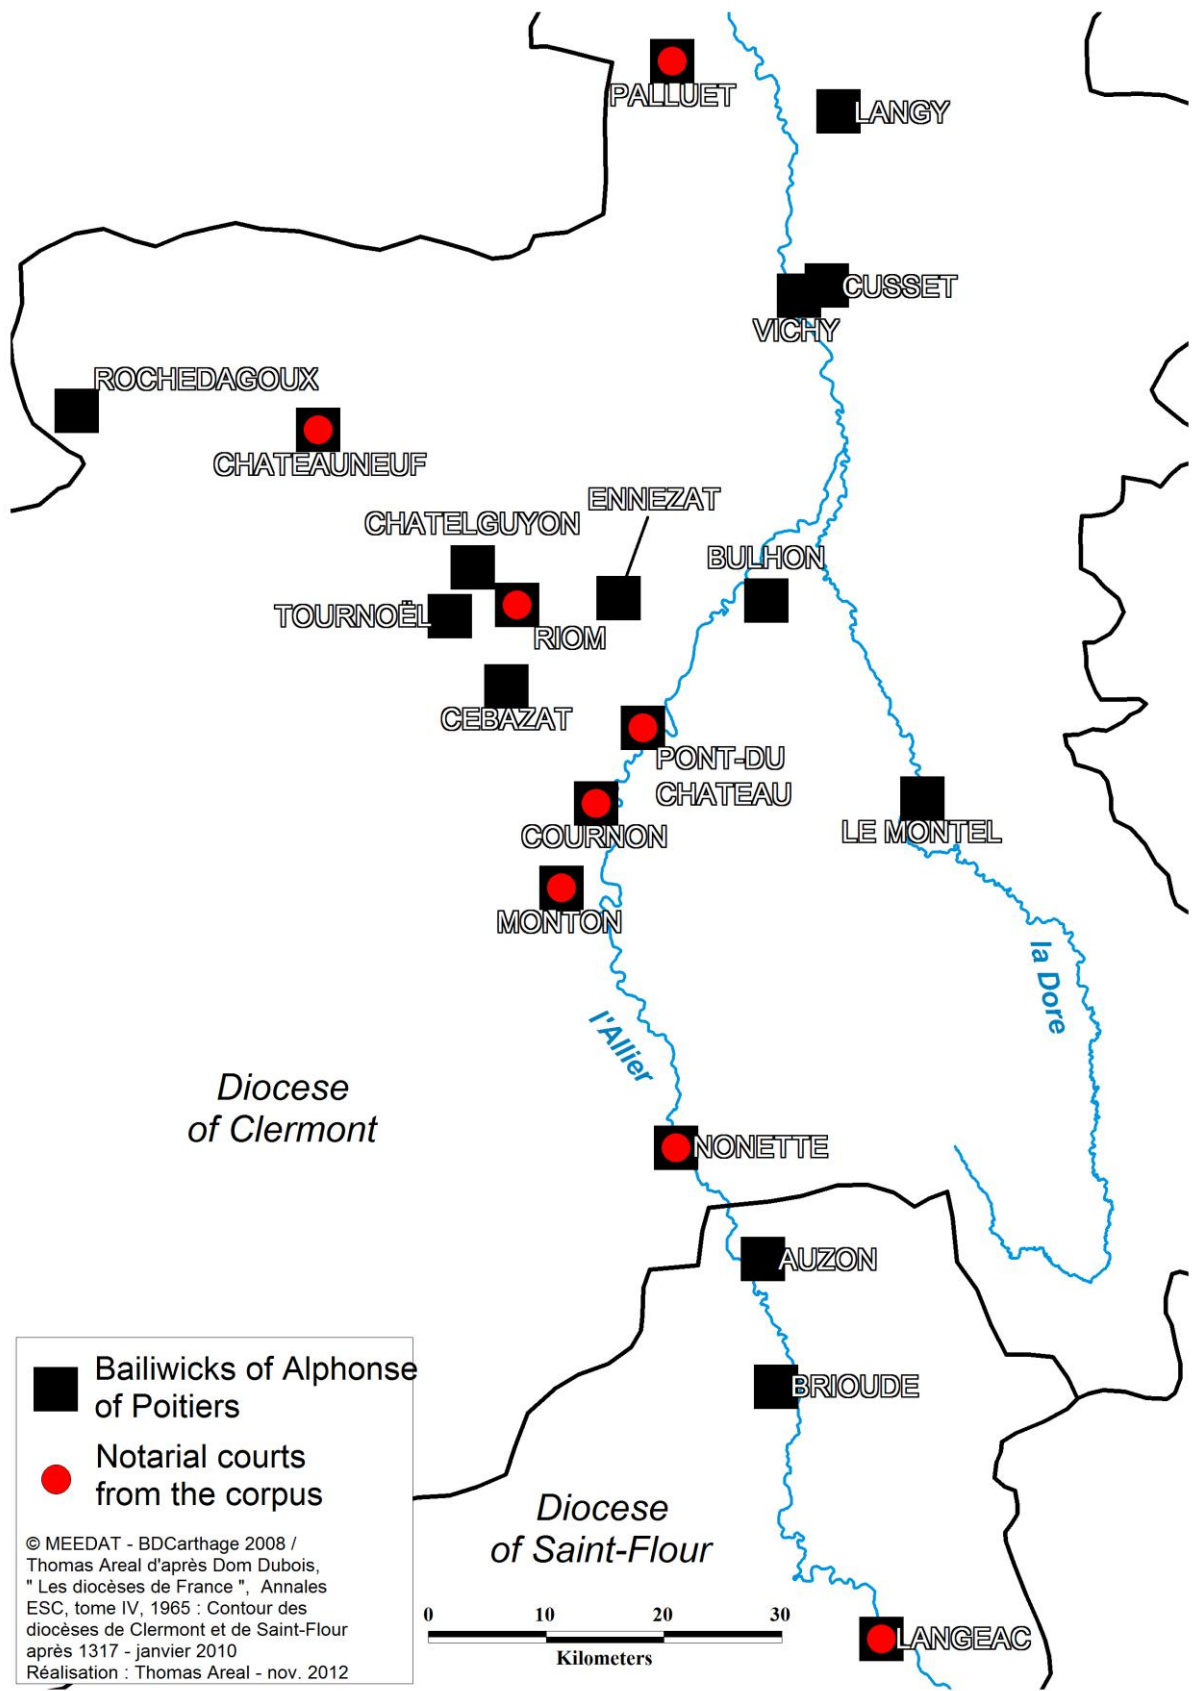 PALLUET
LANGY
CUSSET
VICHY
ROCHEDAGOUX
CHATEAUNEUF
ENNEZAT
CHATELGUYON
BULHON
TOURNOËL
RIOM
CEBAZAT
PONT-DU
CHATEAU
COURNON
LE MONTEL
MONTON
la Dore
l'Allier
Diocese
of Clermont
NONETTE
AUZON
BRIOUDE
Bailiwicks of Alphonse
of Poitiers
Notarial courts
from the corpus
© MEEDAT - BDCarthage 2008 /
Thomas Areal d'après Dom Dubois,
" Les diocèses de France ", Annales
ESC, tome IV, 1965 : Contour des
diocèses de Clermont et de Saint-Flour
après 1317 - janvier 2010
Réalisation : Thomas Areal - nov. 2012
Diocese
of Saint-Flour
0 10 20 30
Kilometers
LANGEAC